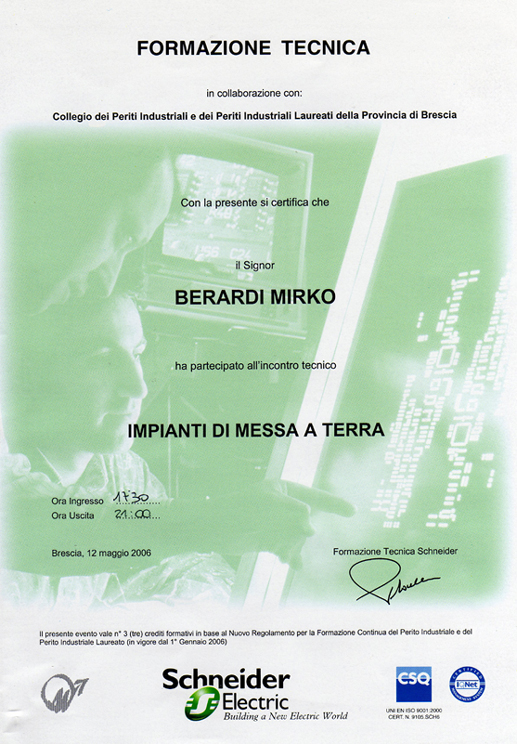 FORMAZIONE TECNICA
in collaborazione con:
Collegio dei Periti Industriali e dei Periti Industriali Laureati della Provincia di Brescia
Con la presente si certifica che
il Signor
BERARDI MIRKO
ha partecipato all'incontro tecnico
IMPIANTI DI MESSA A TERRA
Ora Ingresso 17:30
Ora Uscita 21:00
Brescia, 12 maggio 2006
Formazione Tecnica Schneider
Il presente evento vale n° 3 (tre) crediti formativi in base al Nuovo Regolamento per la Formazione Continua del Perito Industriale e del
Perito Industriale Laureato (in vigore dal 1° Gennaio 2006)
Schneider
Electric
Building a New Electric World
CSQ
IQNet
UNI EN ISO 9001:2000
CERT. N. 9105.SCH6